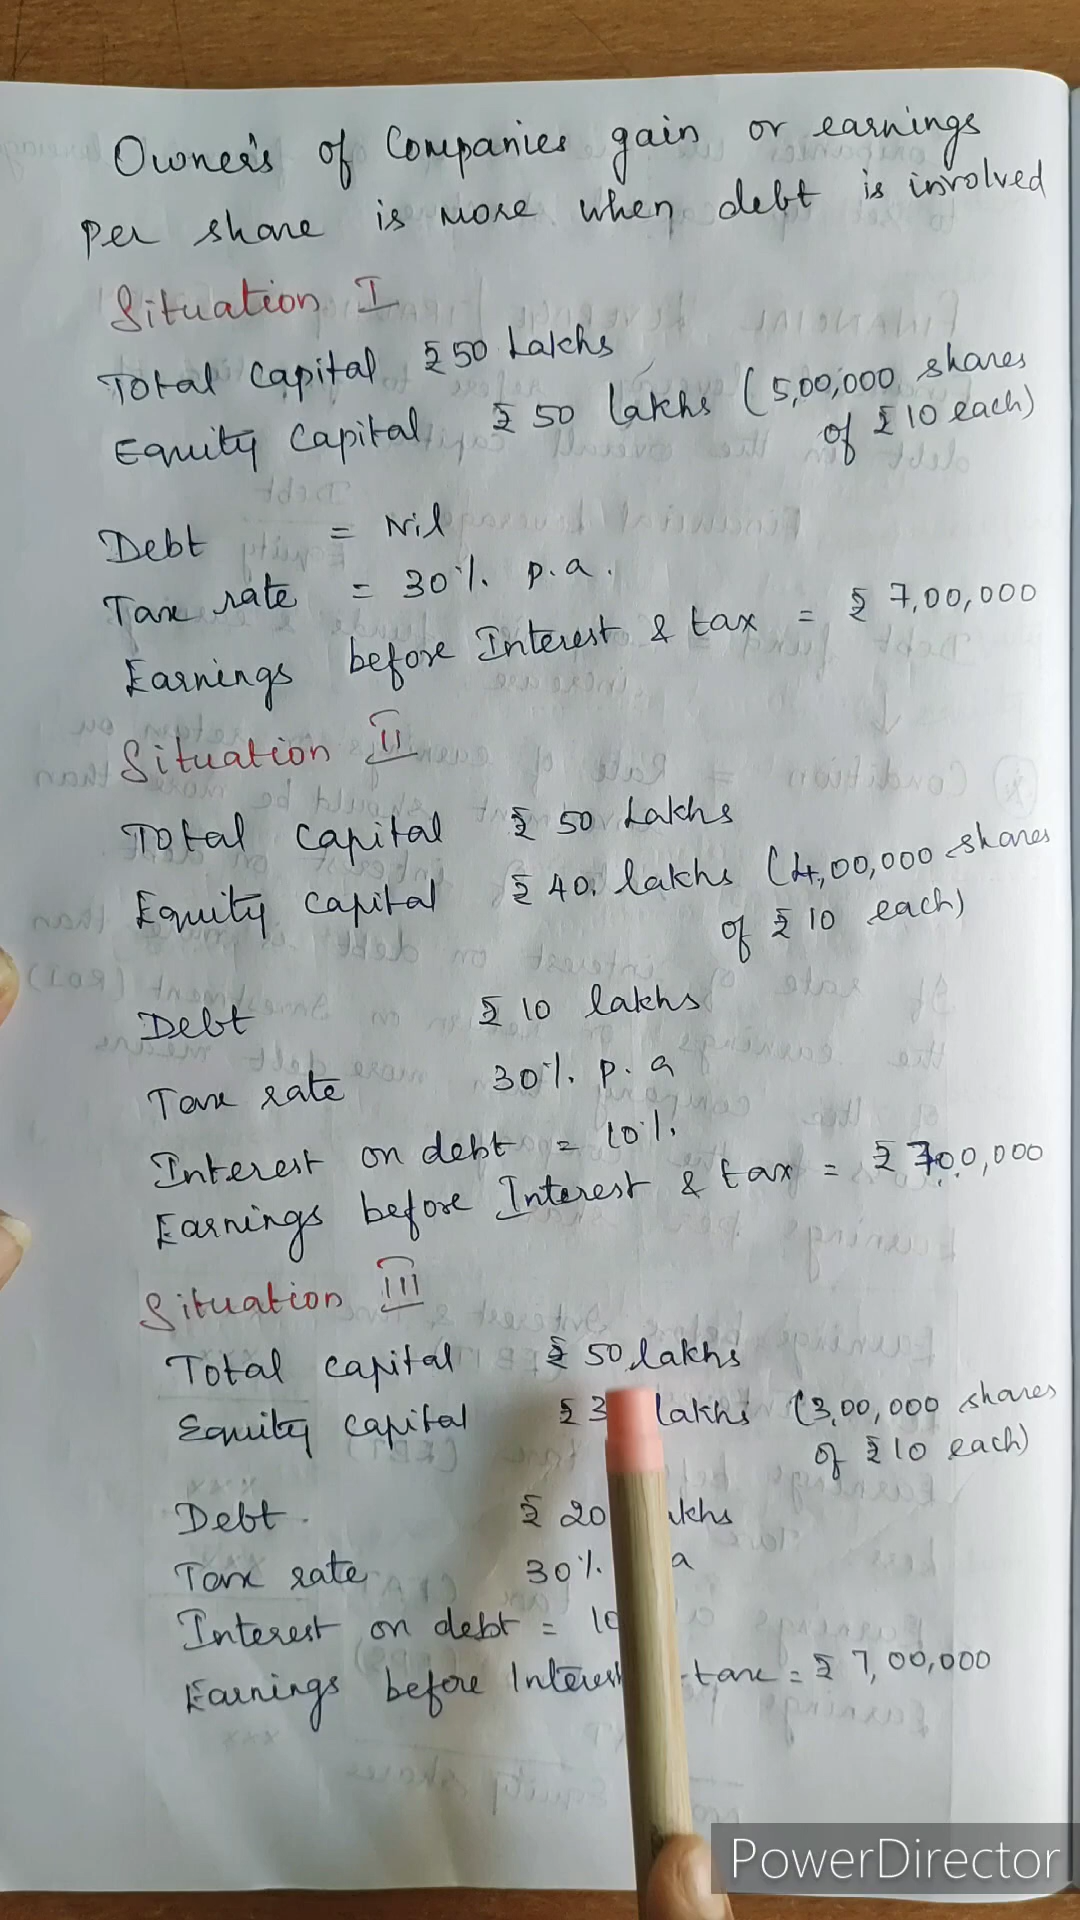 Owner's of Companies gain or earnings
Per share is more when debt is involved
Situation I
Total Capital ₹50 Lakhs
Equity Capital ₹50 lakhs (5,00,000 shares
of ₹10 each)
Debt = Nil
Tax rate = 30% p.a.
Earnings before Interest & tax = ₹ 7,00,000
Situation II
Total capital ₹ 50 Lakhs
Equity capital ₹ 40 lakhs (4,00,000 shares
of ₹ 10 each)
Debt ₹ 10 lakhs
Tax rate 30% p.a
Interest on debt = 10%
Earnings before Interest & tax = ₹ 700,000
Situation III
Total capital ₹ 50 lakhs
Equity capital ₹3 lakhs (3,00,000 shares
of ₹10 each)
Debt ₹ 20
Tax rate 30%. a
Interest on debt = 10
Earnings before Interest tax = ₹ 7,00,000
PowerDirector